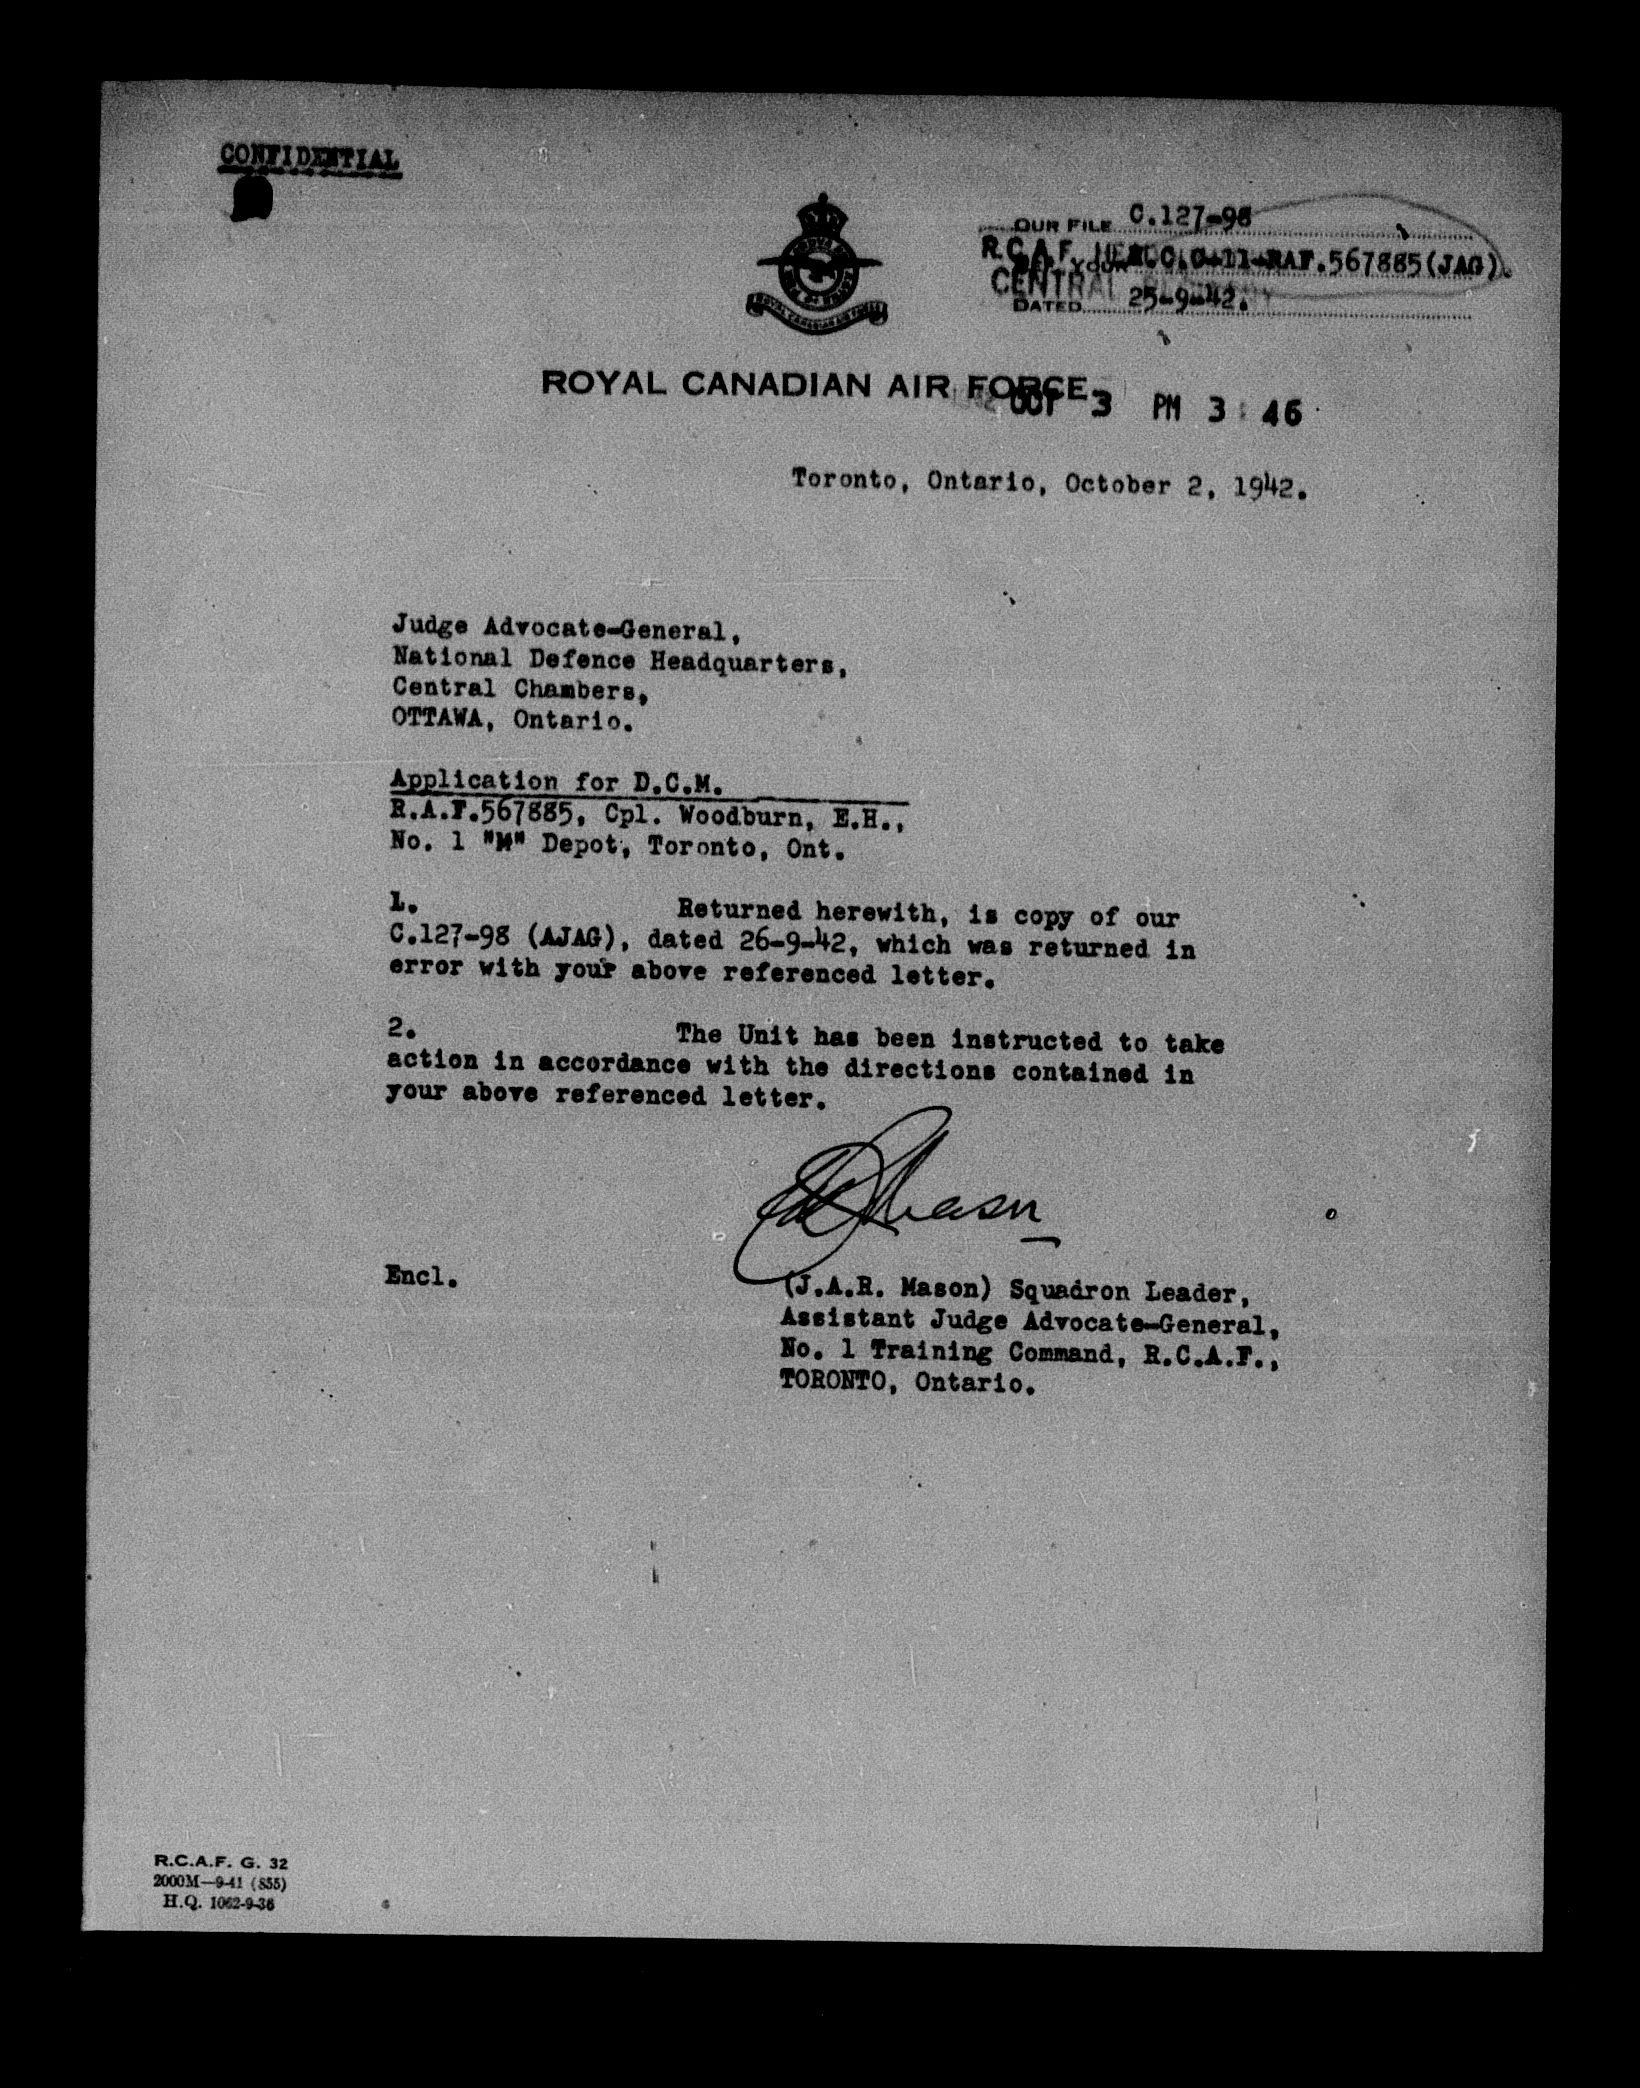 CONFIDENTIAL
OUR FILE C.127-98
R.C.A.F.
YOUR C.11-RAF.567885(JAG).
CENTRAL
DATED 25-9-42.
ROYAL CANADIAN AIR FORCE
OCT 3 PM 3 46
Toronto, Ontario, October 2, 1942.
Judge Advocate-General,
National Defence Headquarters,
Central Chambers,
OTTAWA, Ontario.
Application for D.C.M.
R.A.F.567885, Cpl. Woodburn, E.H.,
No. 1 "M" Depot, Toronto, Ont.
1. Returned herewith, is copy of our
C.127-98 (AJAG), dated 26-9-42, which was returned in
error with your above referenced letter.
2. The Unit has been instructed to take
action in accordance with the directions contained in
your above referenced letter.
Mason
Encl.
(J.A.R. Mason) Squadron Leader,
Assistant Judge Advocate-General,
No. 1 Training Command, R.C.A.F.,
TORONTO, Ontario.
R.C.A.F. G. 32
2000M—9-41 (855)
H.Q. 1062-9-36